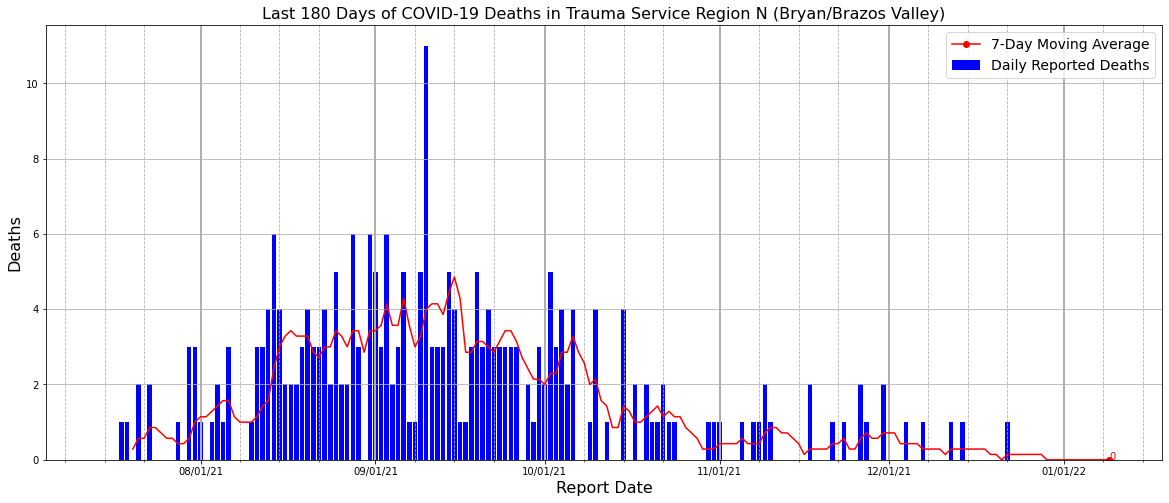 Last 180 Days of COVID-19 Deaths in Trauma Service Region N (Bryan/Brazos Valley)
7-Day Moving Average
Daily Reported Deaths
10
8
6
4
2
0
Deaths
0
08/01/21 09/01/21 10/01/21 11/01/21 12/01/21 01/01/22
Report Date